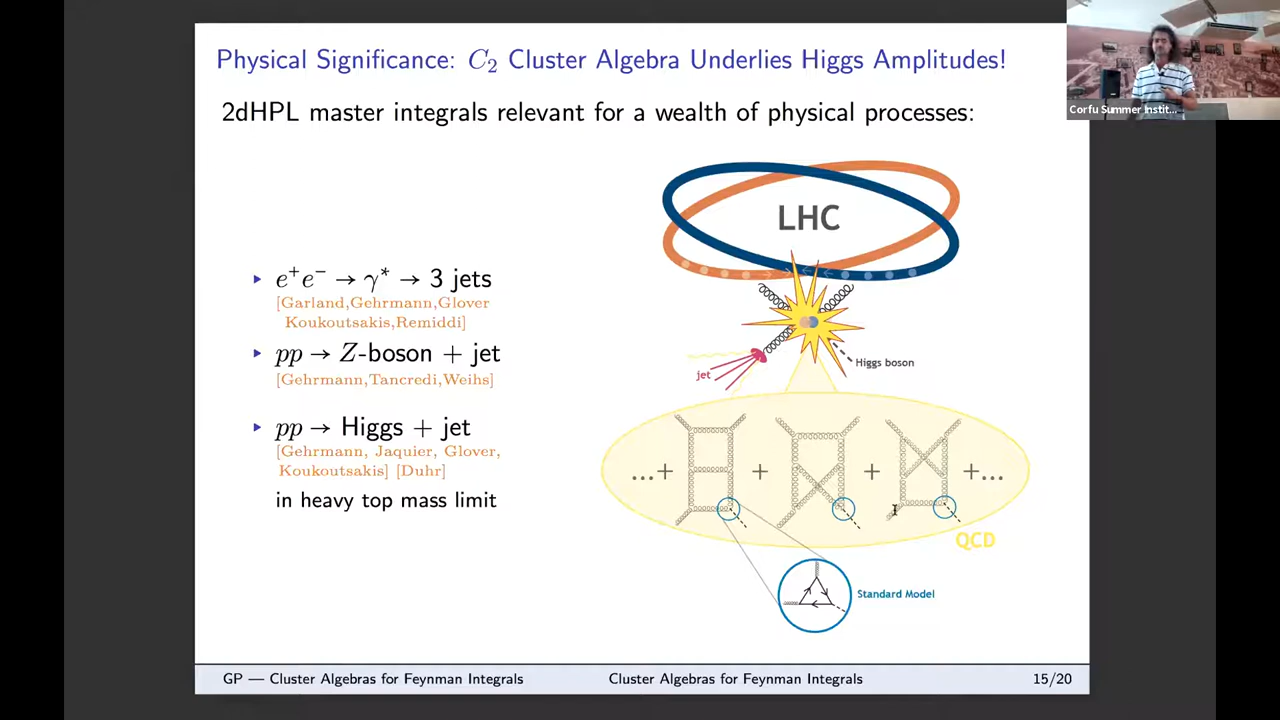 Physical Significance: C₂ Cluster Algebra Underlies Higgs Amplitudes!
2dHPL master integrals relevant for a wealth of physical processes:
▸ e⁺e⁻ → γ* → 3 jets
[Garland,Gehrmann,Glover
Koukoutsakis,Remiddi]
▸ pp → Z-boson + jet
[Gehrmann,Tancredi,Weihs]
▸ pp → Higgs + jet
[Gehrmann, Jaquier, Glover,
Koukoutsakis] [Duhr]
in heavy top mass limit
LHC
Higgs boson
jet
...+ + + +...
QCD
Standard Model
GP — Cluster Algebras for Feynman Integrals Cluster Algebras for Feynman Integrals 15/20
Corfu Summer Instit...